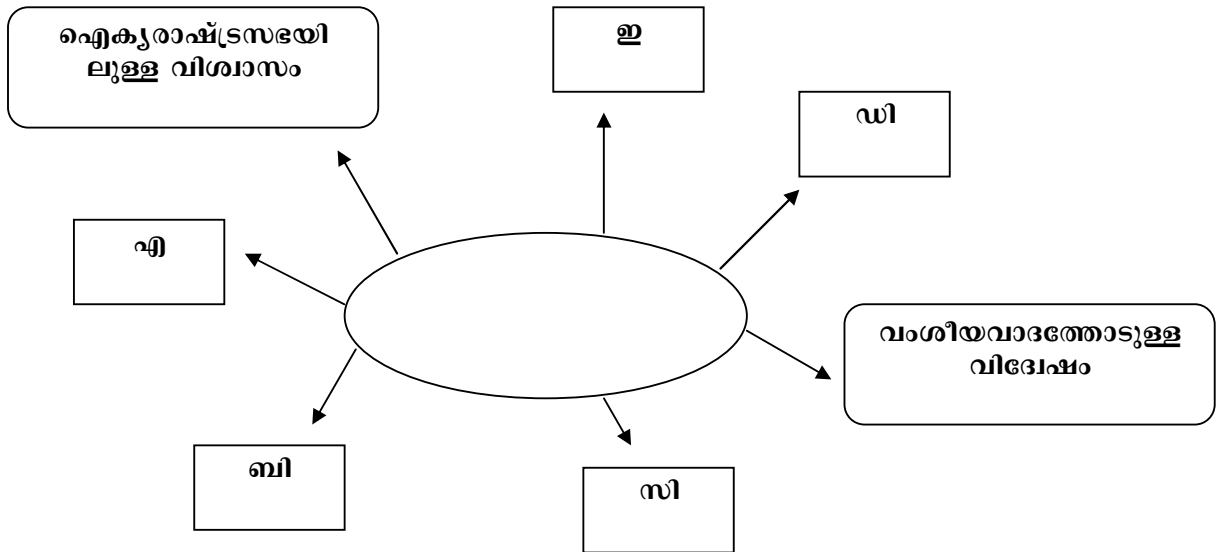 ഐക്യരാഷ്ട്രസഭയി
ലുള്ള വിശ്വാസം
ഇ
ഡി
എ
വംശീയവാദത്തോടുള്ള
വിദ്വേഷം
ബി
സി